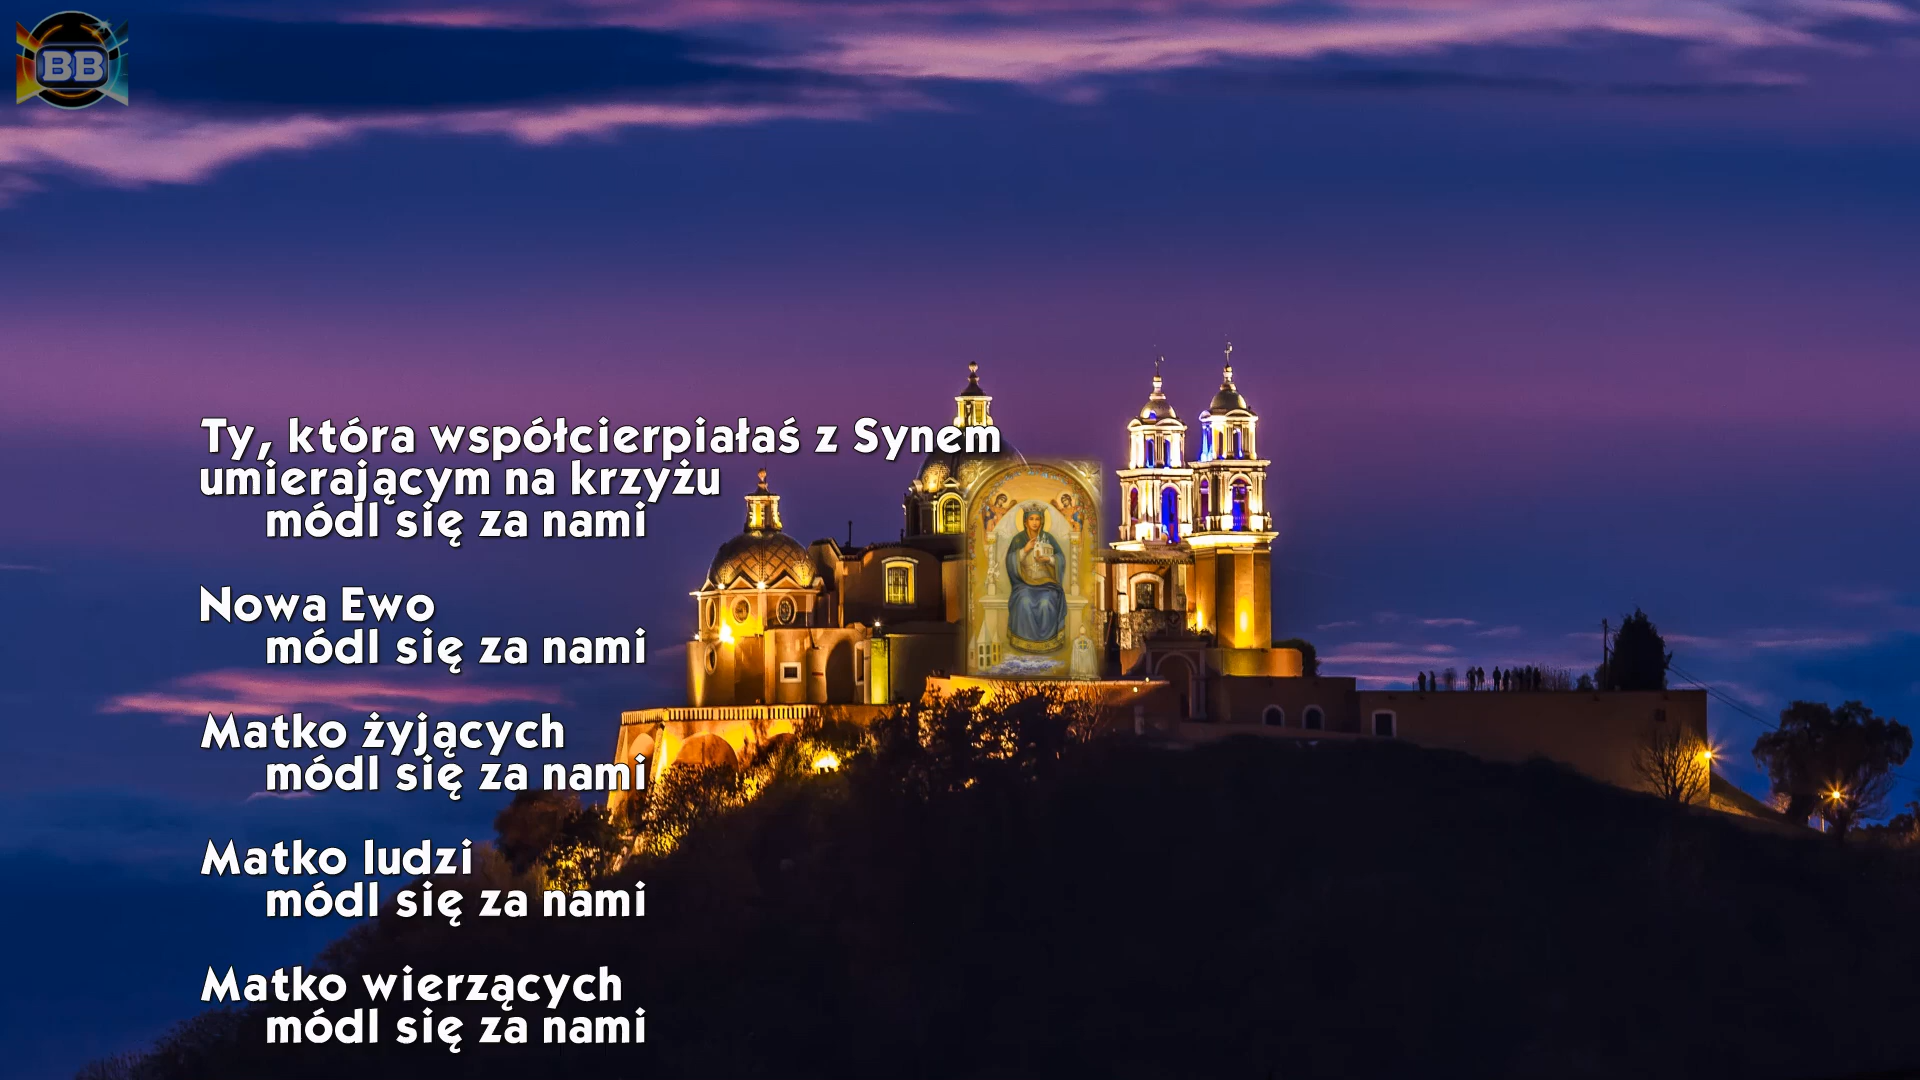 BB
Ty, która współcierpiałaś z Synem
umierającym na krzyżu
módl się za nami
Nowa Ewo
módl się za nami
Matko żyjących
módl się za nami
Matko ludzi
módl się za nami
Matko wierzących
módl się za nami